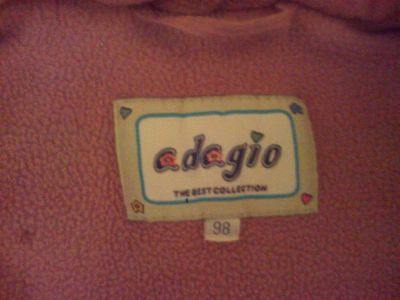 adagio
THE BEST COLLECTION
98